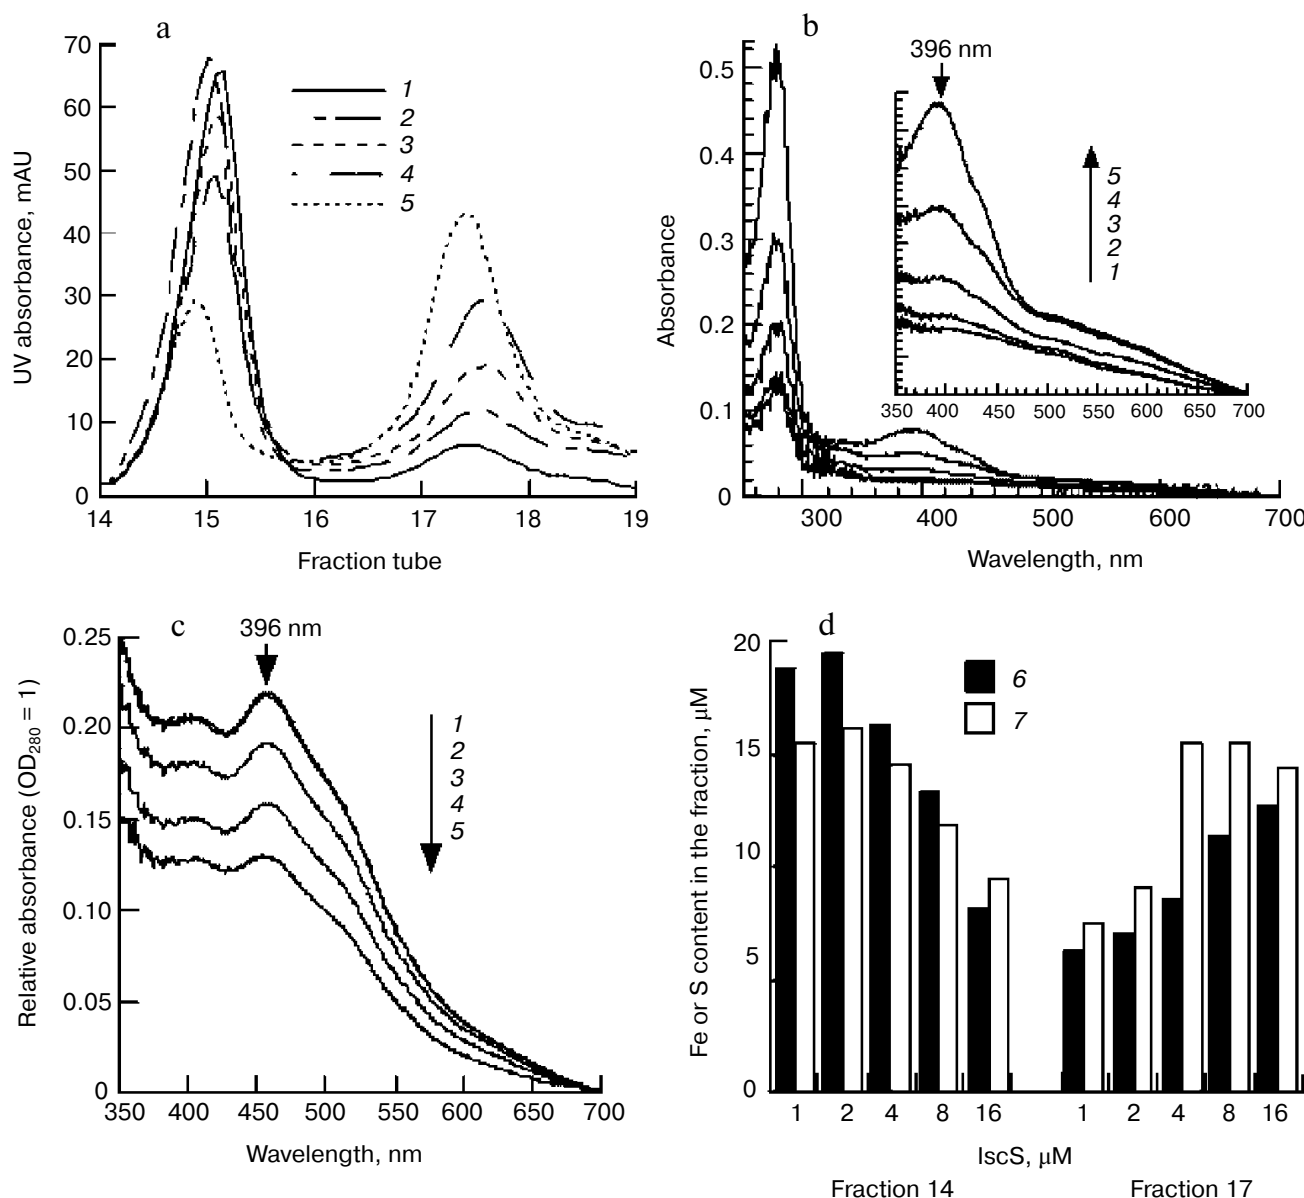 a
70
60
50
40
30
20
10
0
UV absorbance, mAU
1
2
3
4
5
14 15 16 17 18 19
Fraction tube
b
396 nm
0.5
0.4
0.3
0.2
0.1
0
Absorbance
5
4
3
2
1
350 400 450 500 550 600 650 700
300 400 500 600 700
Wavelength, nm
c
396 nm
0.25
0.20
0.15
0.10
0.05
0
Relative absorbance (OD280 = 1)
1
2
3
4
5
350 400 450 500 550 600 650 700
Wavelength, nm
d
20
15
10
5
0
Fe or S content in the fraction, μM
6
7
1 2 4 8 16 1 2 4 8 16
IscS, μM
Fraction 14 Fraction 17